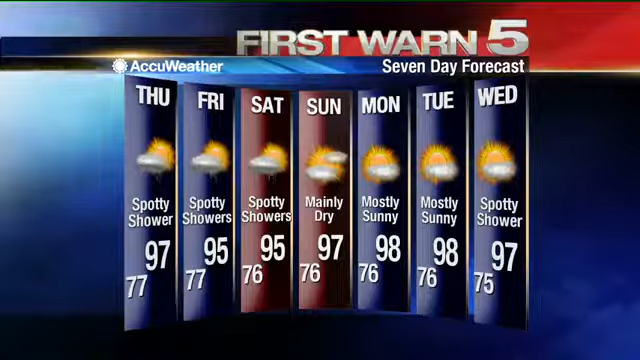 FIRST WARN 5
AccuWeather
Seven Day Forecast
THU
Spotty
Shower
97
77
FRI
Spotty
Showers
95
77
SAT
Spotty
Showers
95
76
SUN
Mainly
Dry
97
76
MON
Mostly
Sunny
98
76
TUE
Mostly
Sunny
98
76
WED
Spotty
Shower
97
75